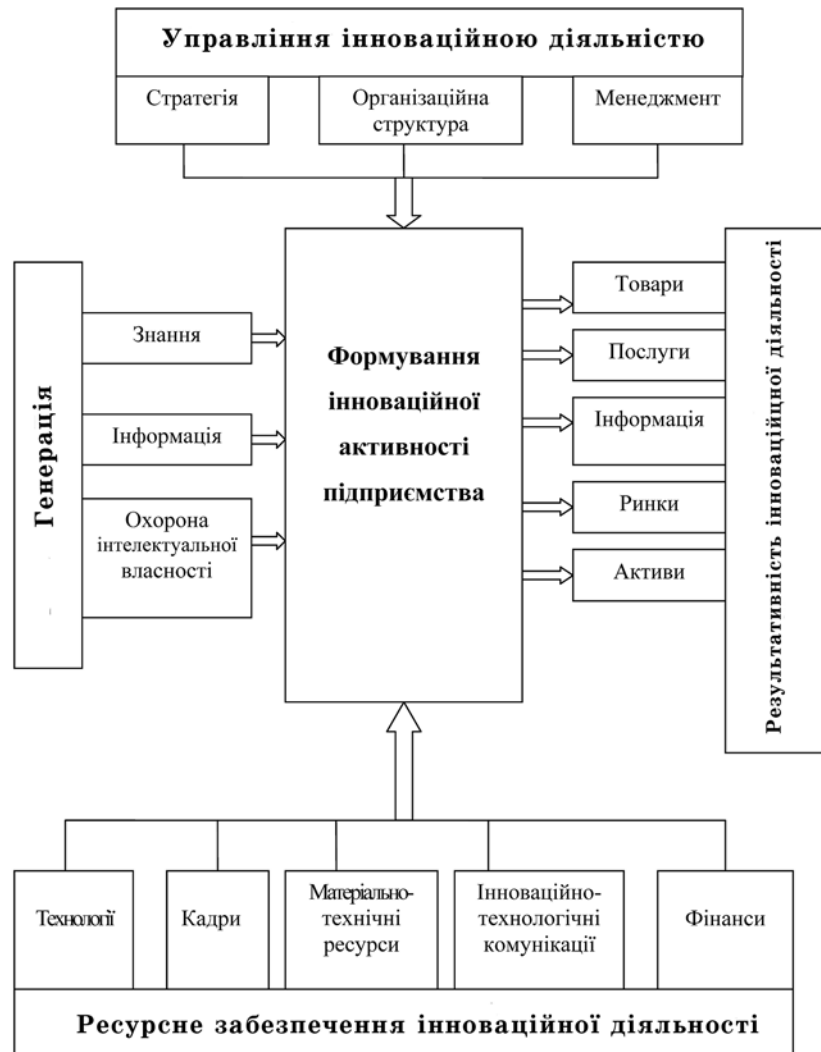 Управління інноваційною діяльністю
Стратегія
Організаційна
структура
Менеджмент
Генерація
Знання
Інформація
Охорона
інтелектуальної
власності
Формування
інноваційної
активності
підприємства
Товари
Послуги
Інформація
Ринки
Активи
Результативність інноваційцної діяльності
Технології
Кадри
Матеріально-
технічні
ресурси
Інноваційно-
технологічні
комунікації
Фінанси
Ресурсне забезпечення інноваційної діяльності